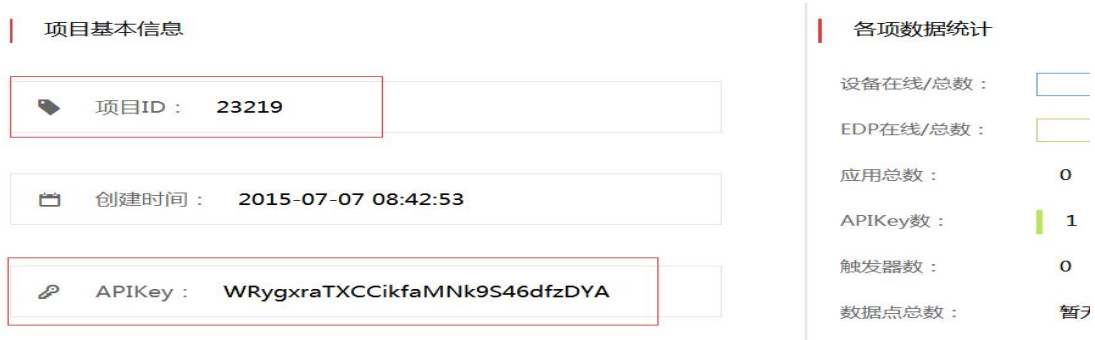 项目基本信息
项目ID： 23219
创建时间： 2015-07-07 08:42:53
APIKey： WRygxraTXCCikfaMNk9S46dfzDYA
各项数据统计
设备在线/总数：
EDP在线/总数：
应用总数： 0
APIKey数： 1
触发器数： 0
数据点总数： 暂